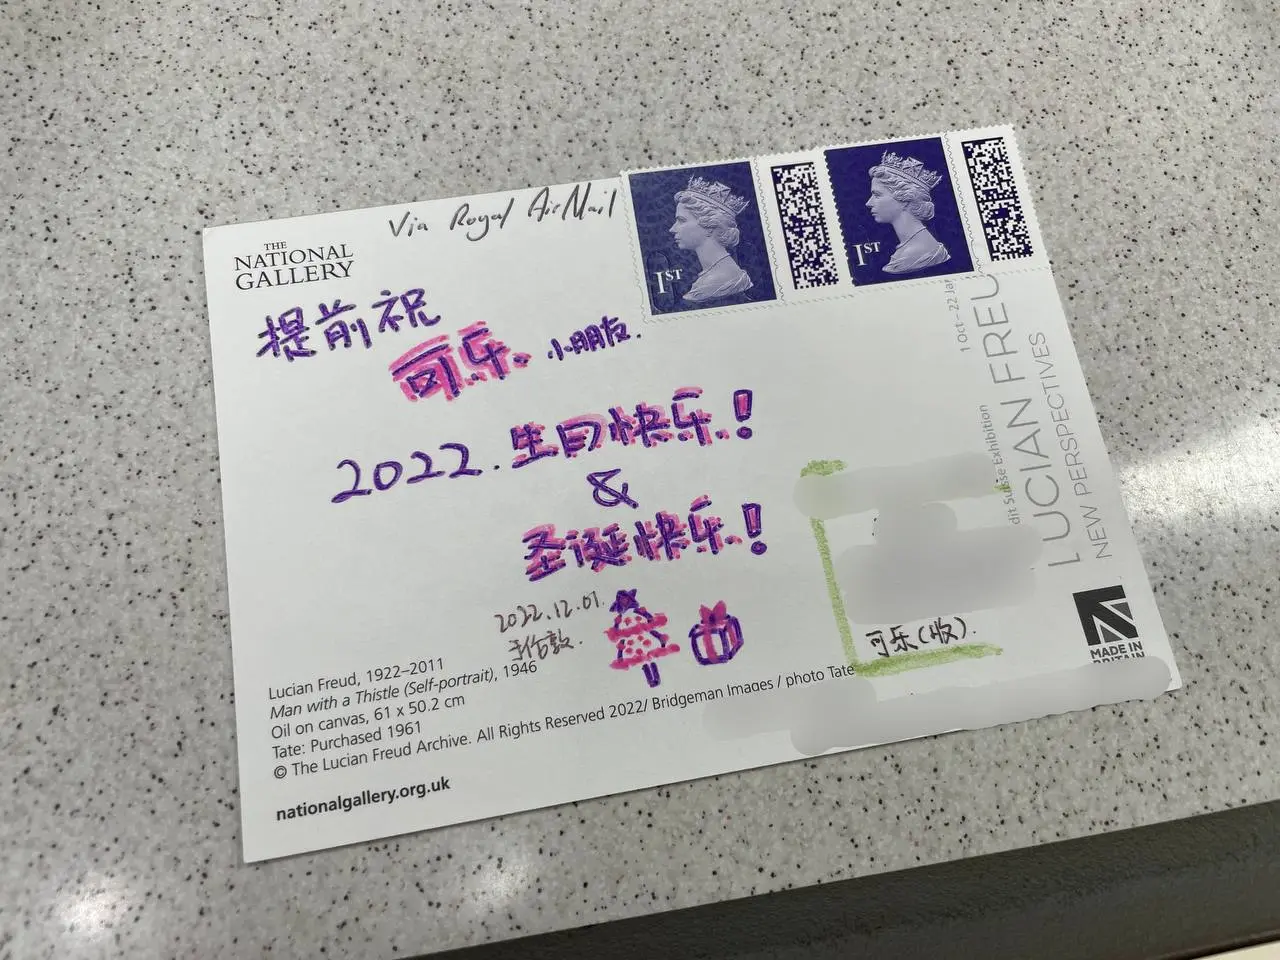 THE
NATIONAL
GALLERY
Via Royal AirMail
1ST
1ST
提前祝
可乐. 小朋友.
2022. 生日快乐.!
&
圣诞快乐.!
2022.12.01.
于伦敦.
Lucian Freud, 1922–2011
Man with a Thistle (Self-portrait), 1946
Oil on canvas, 61 x 50.2 cm
Tate: Purchased 1961
© The Lucian Freud Archive. All Rights Reserved 2022/ Bridgeman Images / photo Tate
nationalgallery.org.uk
可乐(收).
dit Suisse Exhibition
1 Oct – 22 Jan
LUCIAN FREU
NEW PERSPECTIVES
MADE IN
BRITAIN